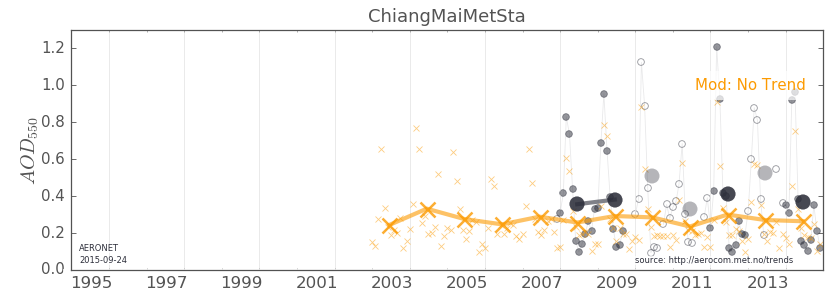 ChiangMaiMetSta
1.2
1.0
0.8
0.6
0.4
0.2
0.0
AOD550
Mod: No Trend
AERONET
2015-09-24
source: http://aerocom.met.no/trends
1995 1997 1999 2001 2003 2005 2007 2009 2011 2013